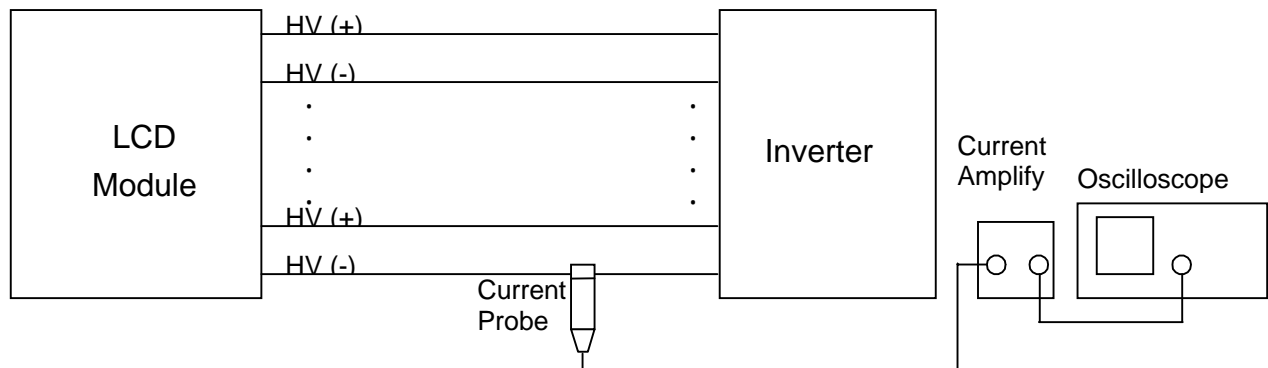 HV (+)
HV (-)
LCD
Module
Inverter
HV (+)
HV (-)
Current
Probe
Current
Amplify
Oscilloscope